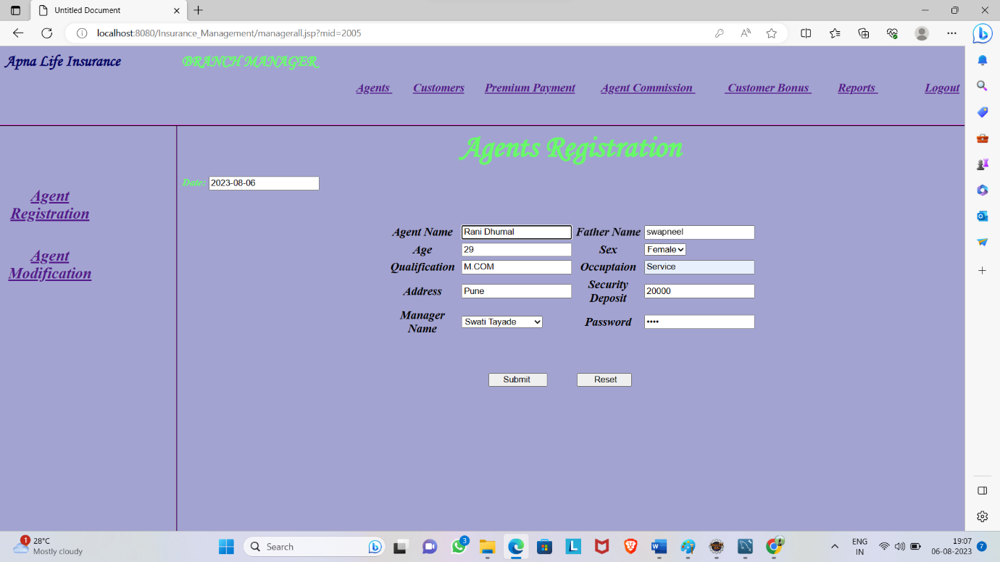 Untitled Document
localhost:8080/Insurance_Management/managerall.jsp?mid=2005
Apna Life Insurance BRANCH MANAGER
Agents Customers Premium Payment Agent Commission Customer Bonus Reports Logout
Agents Registration
Date: 2023-08-06
Agent
Registration
Agent
Modification
Agent Name Rani Dhumal Father Name swapneel
Age 29 Sex Female
Qualification M.COM Occuptaion Service
Address Pune Security Deposit 20000
Manager Name Swati Tayade Password ••••
Submit Reset
1 28°C
Mostly cloudy
Search
3
ENG
IN
19:07
06-08-2023
7